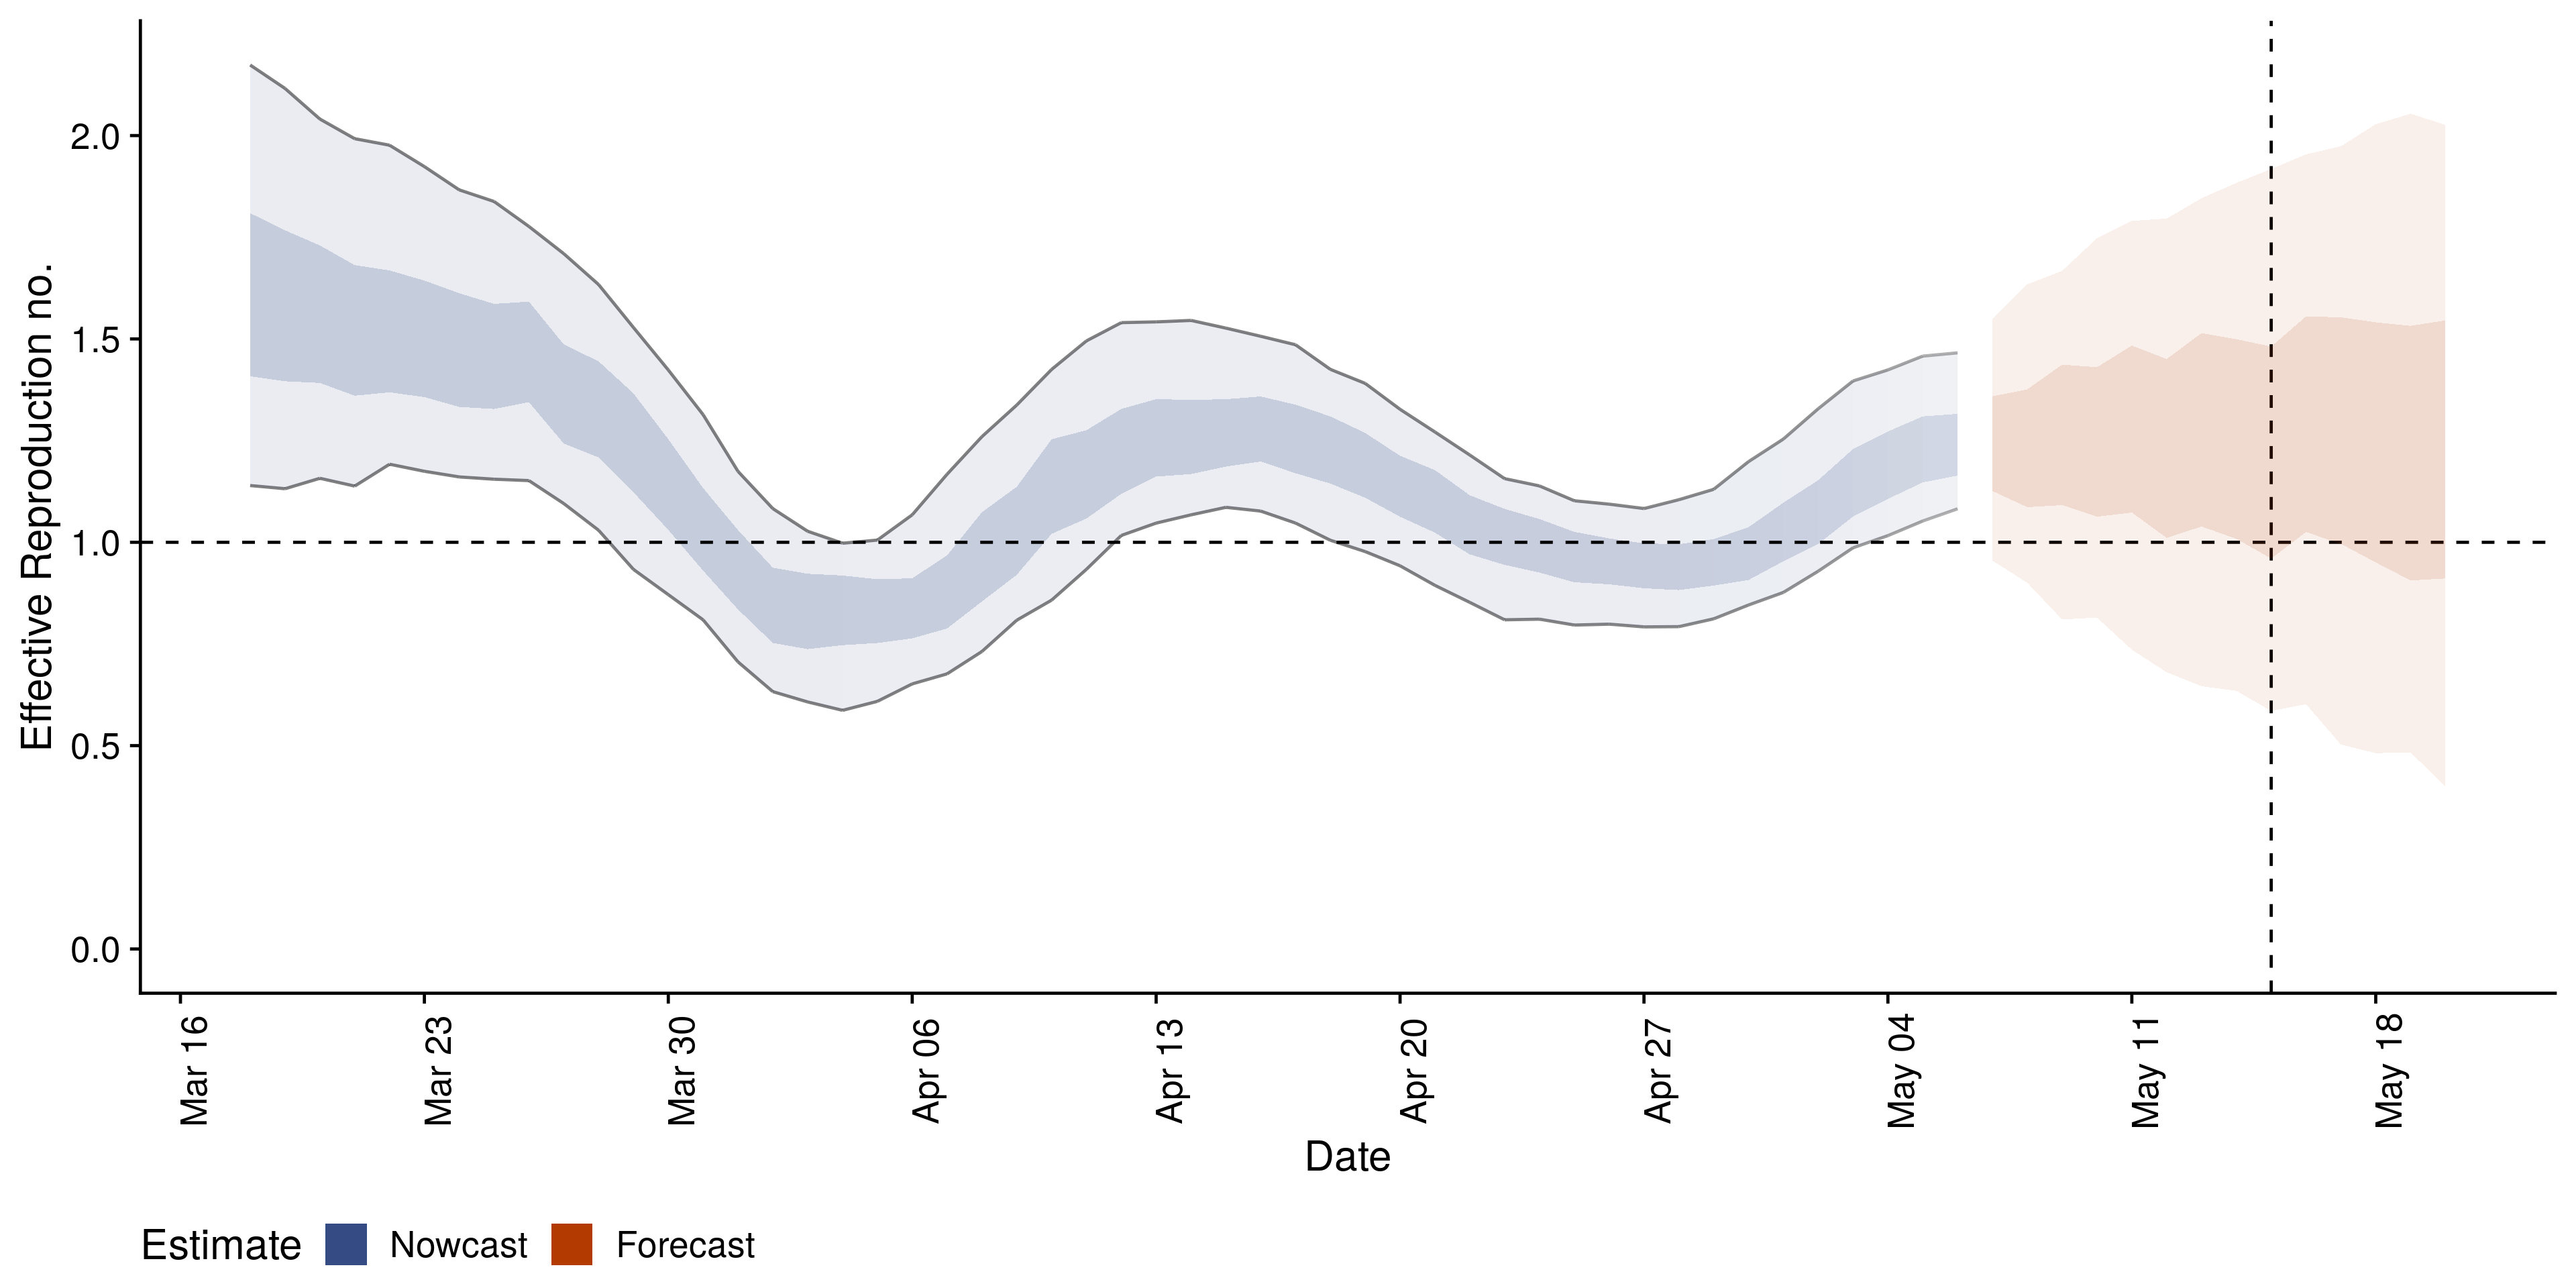 Effective Reproduction no.
2.0
1.5
1.0
0.5
0.0
Mar 16
Mar 23
Mar 30
Apr 06
Apr 13
Apr 20
Apr 27
May 04
May 11
May 18
Date
Estimate Nowcast Forecast